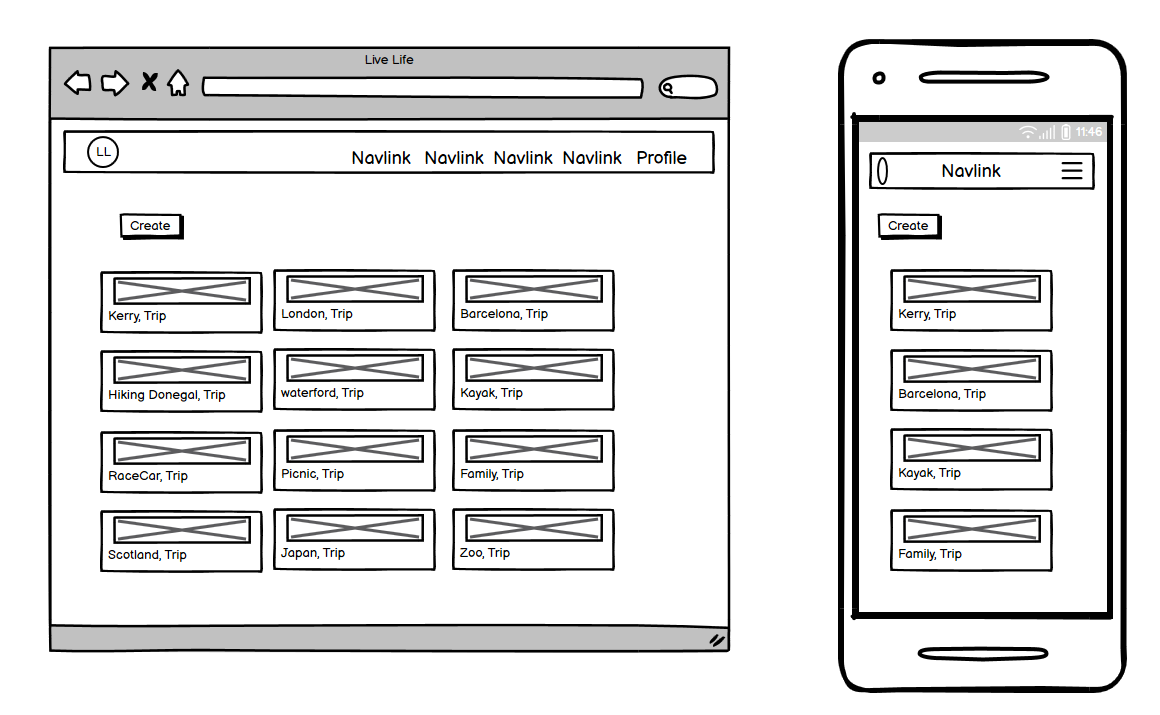 Live Life
LL
Navlink Navlink Navlink Navlink Profile
Create
Kerry, Trip
London, Trip
Barcelona, Trip
Hiking Donegal, Trip
waterford, Trip
Kayak, Trip
RaceCar, Trip
Picnic, Trip
Family, Trip
Scotland, Trip
Japan, Trip
Zoo, Trip
11:46
Navlink
Create
Kerry, Trip
Barcelona, Trip
Kayak, Trip
Family, Trip